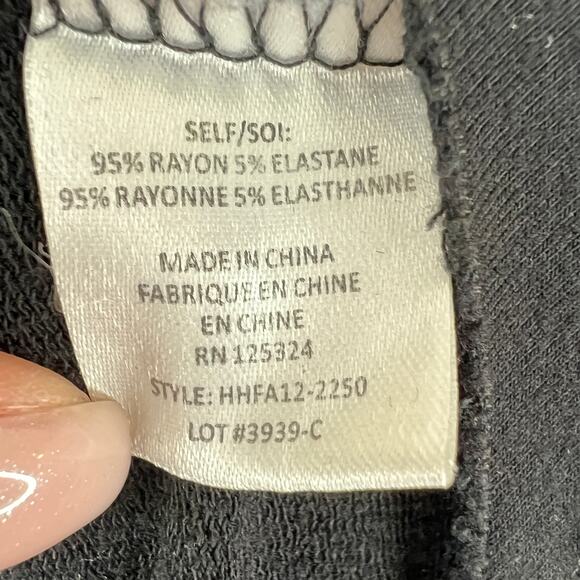 SELF/SOI:
95% RAYON 5% ELASTANE
95% RAYONNE 5% ELASTHANNE
MADE IN CHINA
FABRIQUE EN CHINE
EN CHINE
RN 125324
STYLE: HHFA12-2250
LOT #3939-C